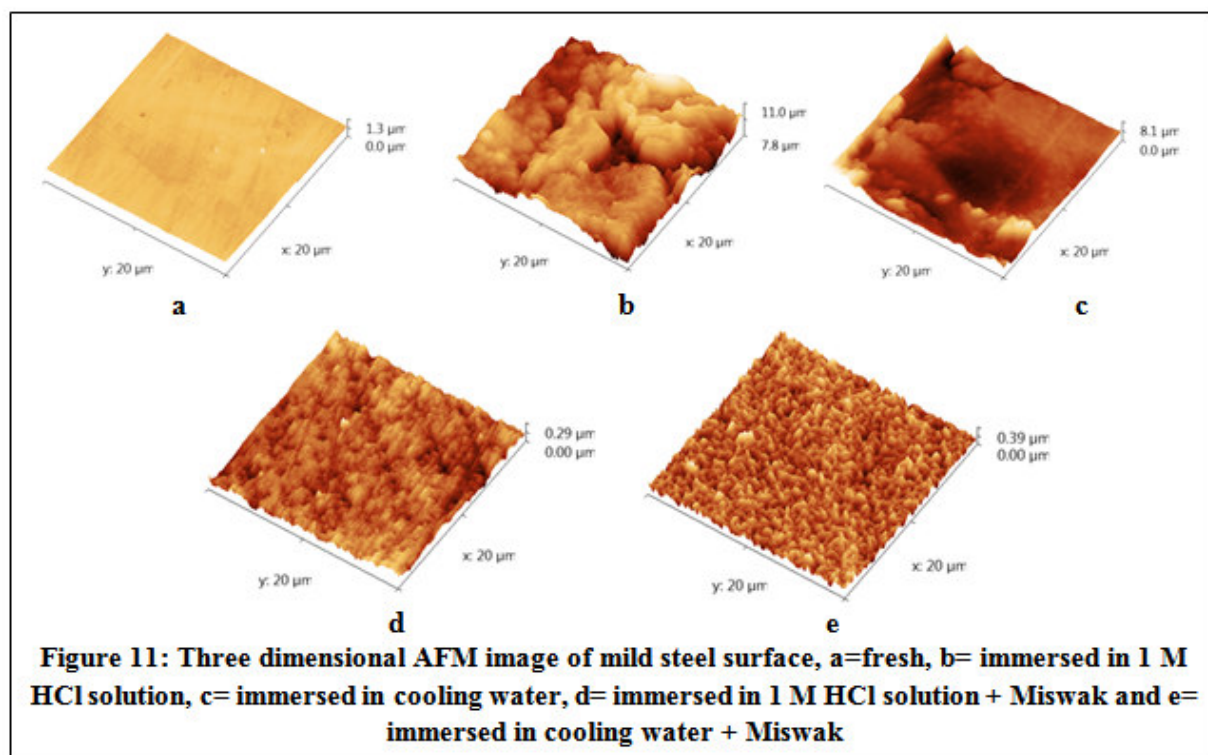 1.3 µm
0.0 µm
x: 20 µm
y: 20 µm
a
11.0 µm
7.8 µm
x: 20 µm
y: 20 µm
b
8.1 µm
0.0 µm
x: 20 µm
y: 20 µm
c
0.29 µm
0.00 µm
x: 20 µm
y: 20 µm
d
0.39 µm
0.00 µm
x: 20 µm
y: 20 µm
e
Figure 11: Three dimensional AFM image of mild steel surface, a=fresh, b= immersed in 1 M
HCl solution, c= immersed in cooling water, d= immersed in 1 M HCl solution + Miswak and e=
immersed in cooling water + Miswak